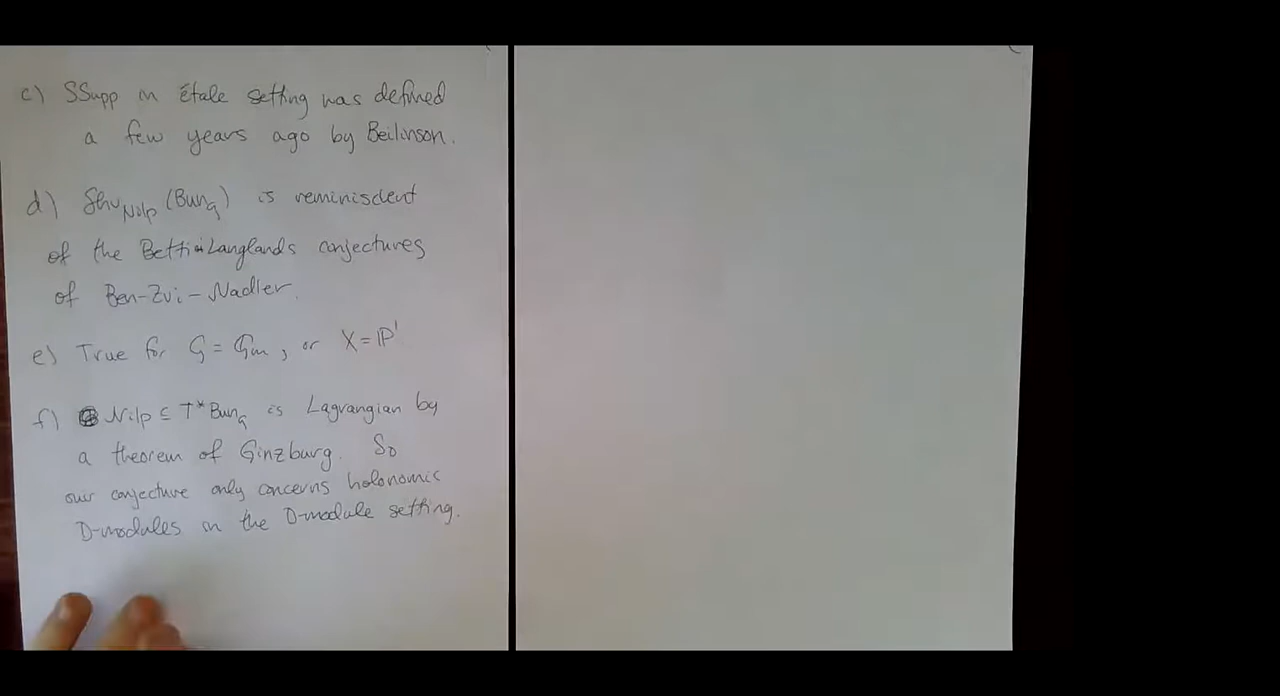 c) SSupp in étale setting was defined
a few years ago by Beilinson.
d) Shv_Nilp (Bun_G) is reminiscent
of the Betti-Langlands conjectures
of Ben-Zvi - Nadler.
e) True for G = Gm, or X = ℙ¹
f) Nilp ⊆ T*Bun_G is Lagrangian by
a theorem of Ginzburg. So
our conjecture only concerns holonomic
D-modules in the D-module setting.